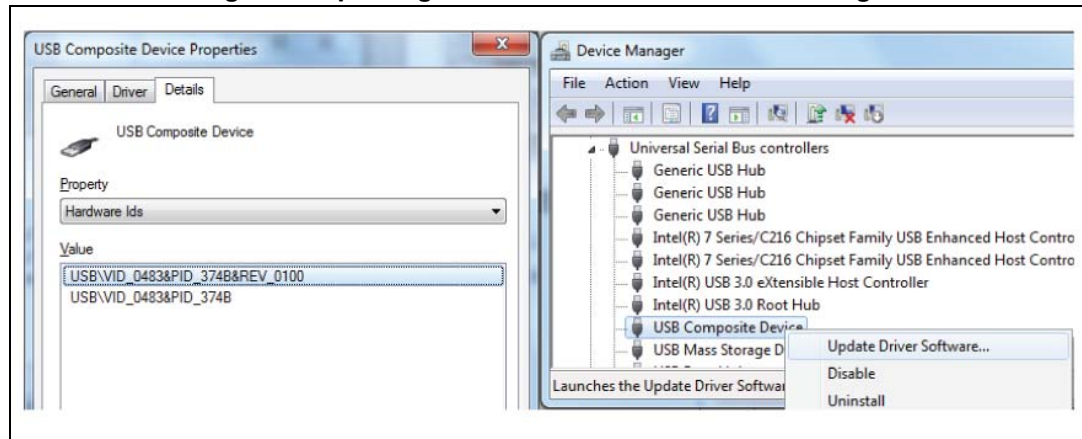 USB Composite Device Properties
General Driver Details
USB Composite Device
Property
Hardware Ids
Value
USB\VID_0483&PID_374B&REV_0100
USB\VID_0483&PID_374B
Device Manager
File Action View Help
Universal Serial Bus controllers
Generic USB Hub
Generic USB Hub
Generic USB Hub
Intel(R) 7 Series/C216 Chipset Family USB Enhanced Host Contro
Intel(R) 7 Series/C216 Chipset Family USB Enhanced Host Contro
Intel(R) USB 3.0 eXtensible Host Controller
Intel(R) USB 3.0 Root Hub
USB Composite Device
USB Mass Storage D
Launches the Update Driver Softwar
Update Driver Software...
Disable
Uninstall